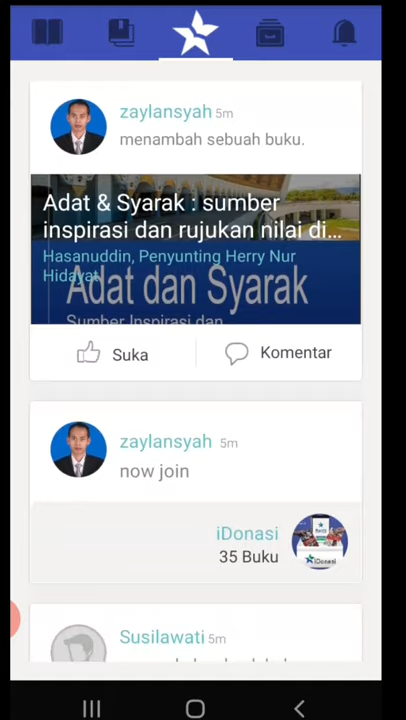 zaylansyah 5m
menambah sebuah buku.
Adat & Syarak : sumber
inspirasi dan rujukan nilai di...
Hasanuddin, Penyunting Herry Nur
Hidayat
Adat dan Syarak
Sumber Inspirasi dan
Suka
Komentar
zaylansyah 5m
now join
iDonasi
35 Buku
iDonasi
Susilawati 5m